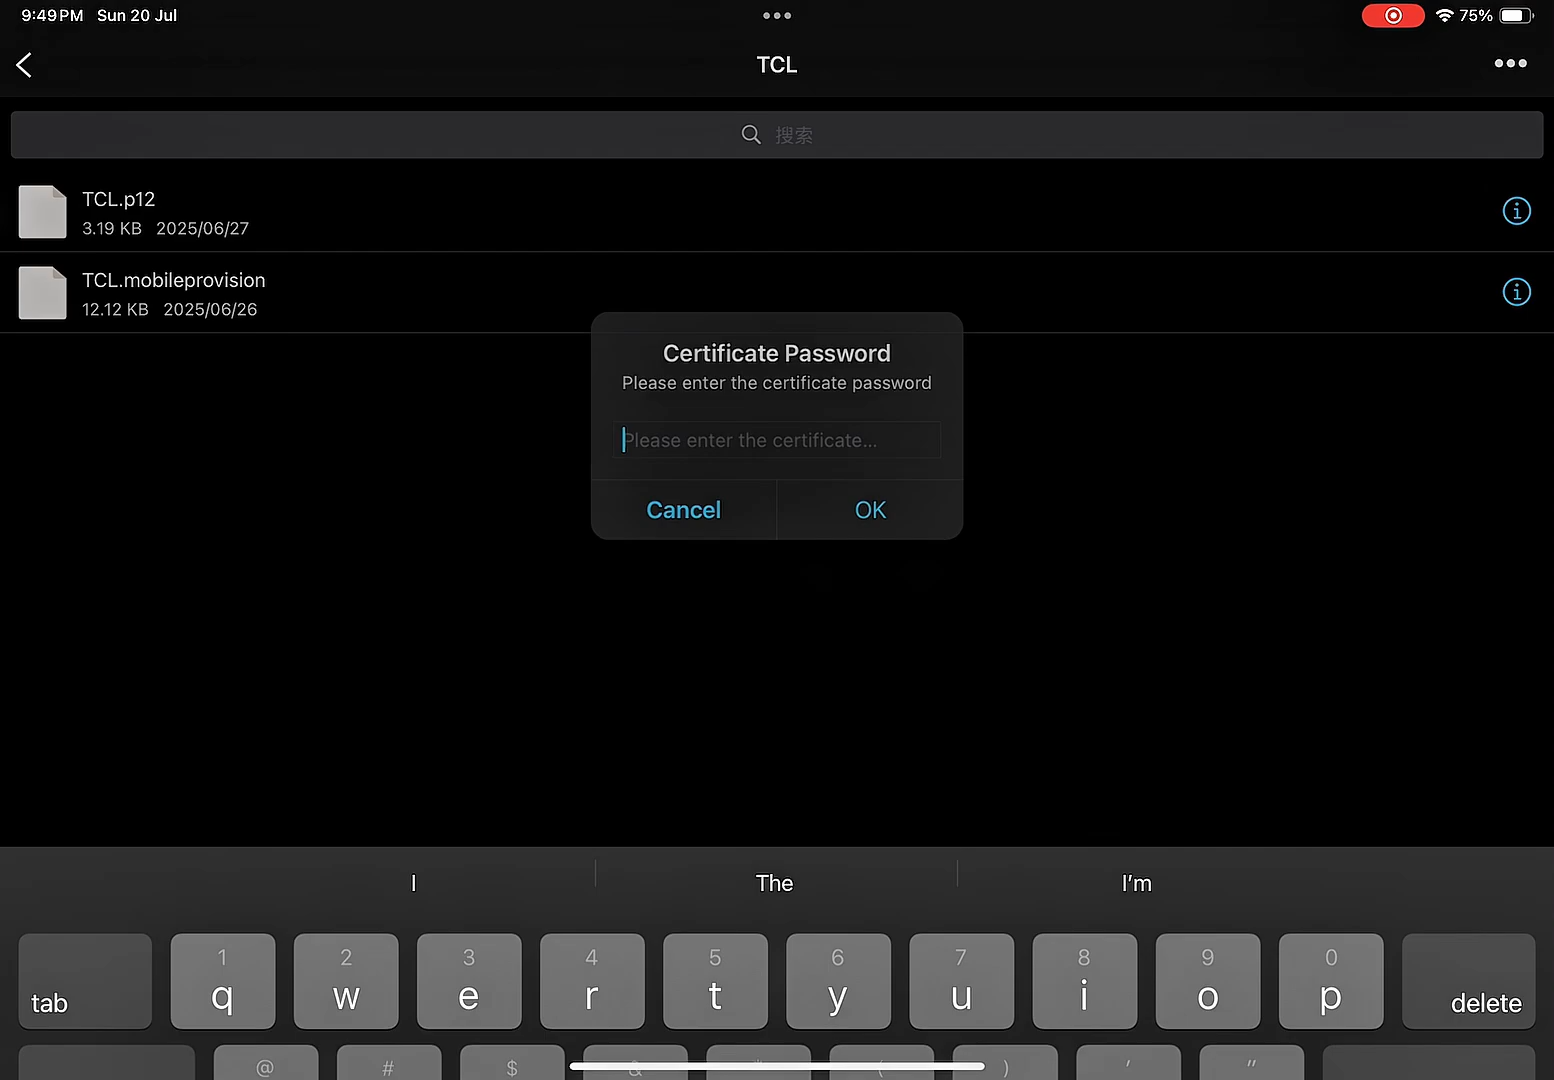 9:49 PM Sun 20 Jul
75%
TCL
搜索
TCL.p12
3.19 KB 2025/06/27
TCL.mobileprovision
12.12 KB 2025/06/26
Certificate Password
Please enter the certificate password
Please enter the certificate...
Cancel
OK
I
The
I'm
1 2 3 4 5 6 7 8 9 0
tab q w e r t y u i o p delete
@ # $ & * ( ) ' "